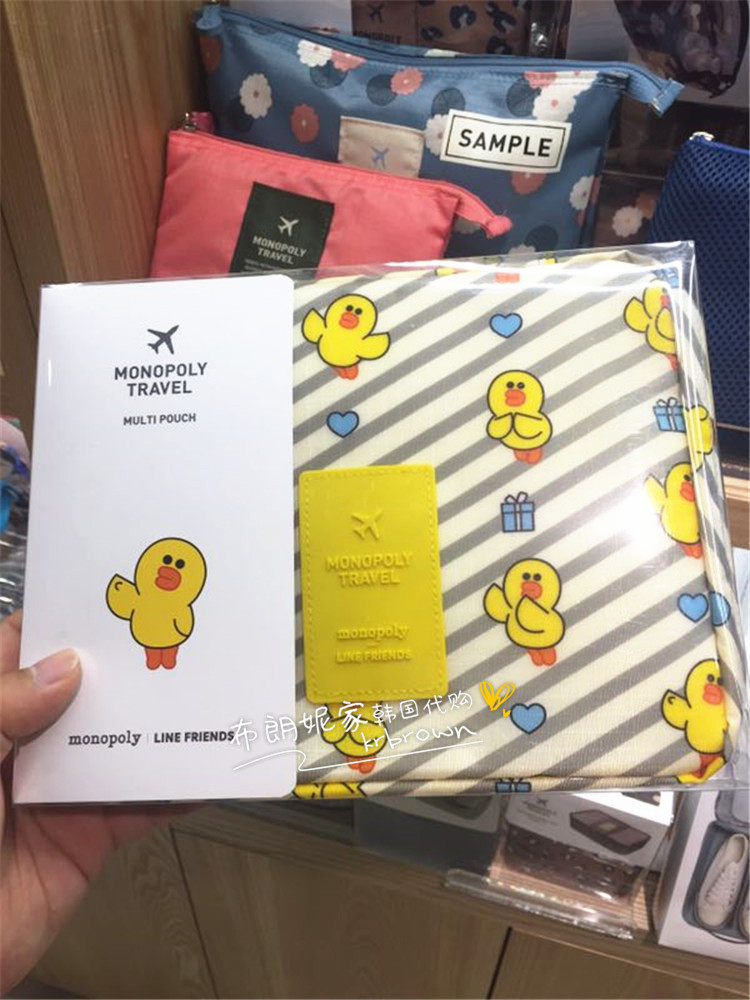 SAMPLE
MONOPOLY
TRAVEL
MONOPOLY
TRAVEL
MULTI POUCH
MONOPOLY
TRAVEL
monopoly
LINE FRIENDS
monopoly | LINE FRIENDS
布朗妮家韩国代购
krbrown